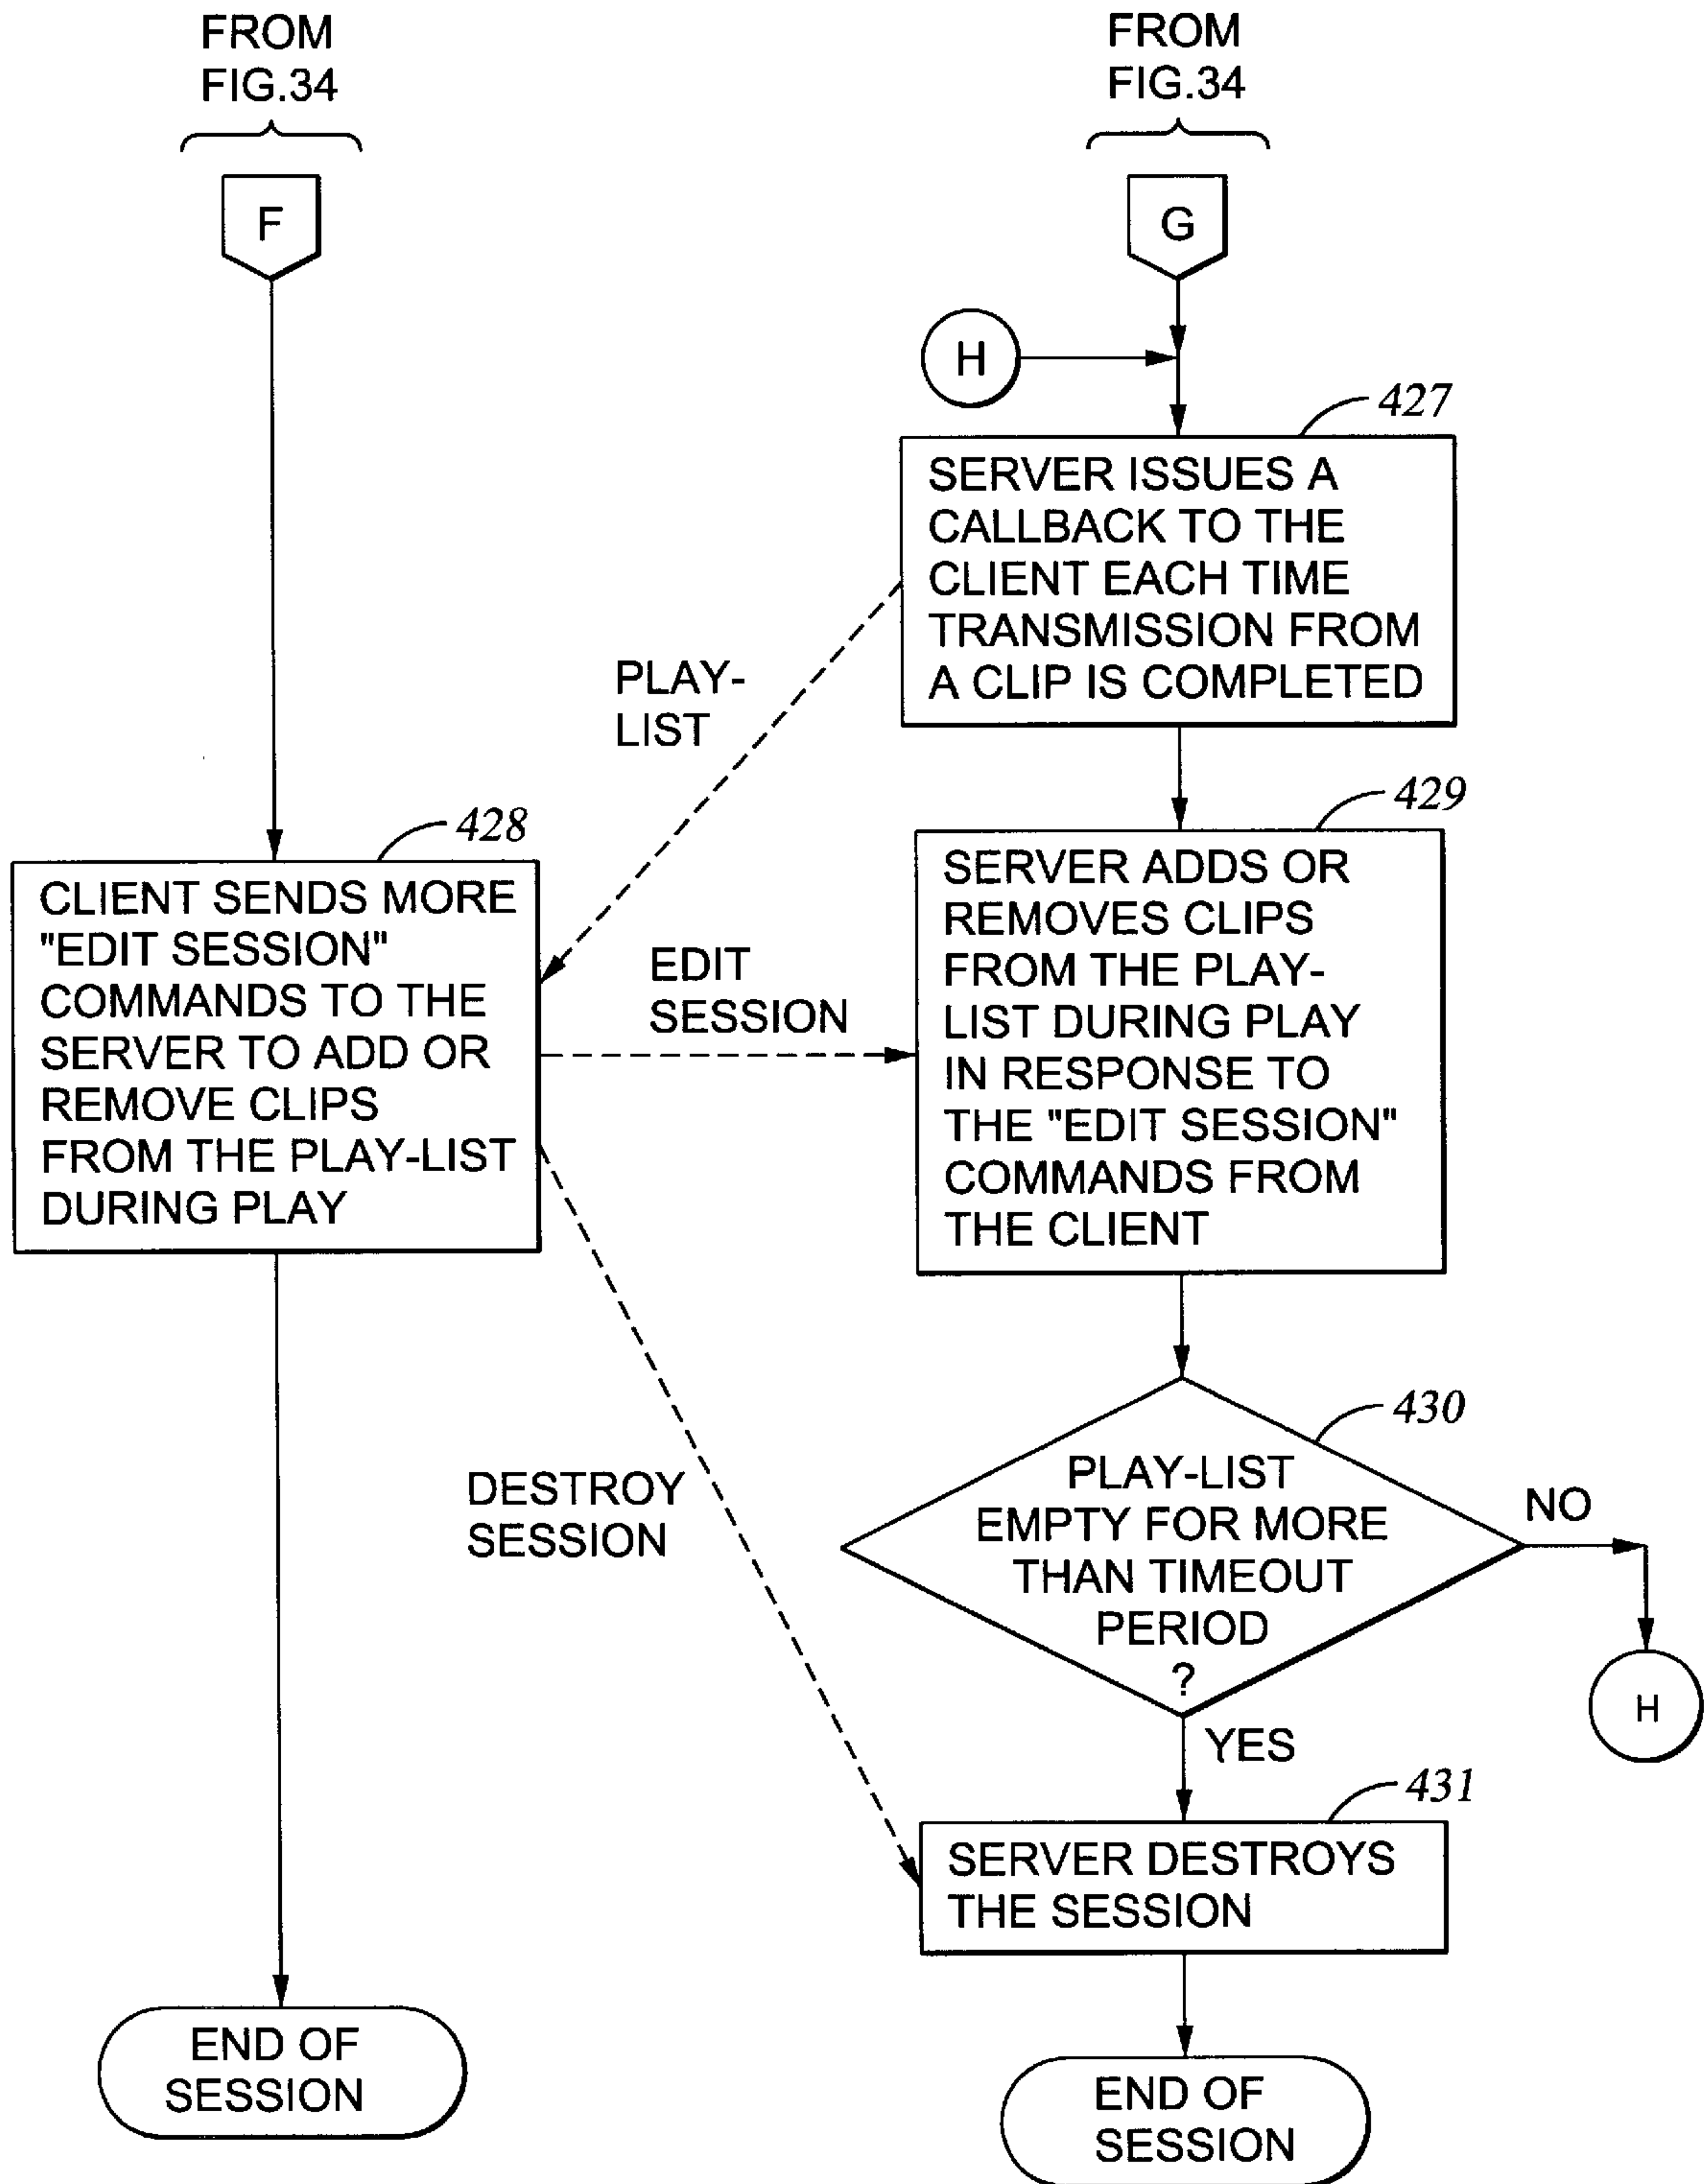 FROM
FIG.34
F
FROM
FIG.34
G
H
427
SERVER ISSUES A
CALLBACK TO THE
CLIENT EACH TIME
TRANSMISSION FROM
A CLIP IS COMPLETED
PLAY-
LIST
428
CLIENT SENDS MORE
"EDIT SESSION"
COMMANDS TO THE
SERVER TO ADD OR
REMOVE CLIPS
FROM THE PLAY-LIST
DURING PLAY
EDIT
SESSION
429
SERVER ADDS OR
REMOVES CLIPS
FROM THE PLAY-
LIST DURING PLAY
IN RESPONSE TO
THE "EDIT SESSION"
COMMANDS FROM
THE CLIENT
DESTROY
SESSION
430
PLAY-LIST
EMPTY FOR MORE
THAN TIMEOUT
PERIOD
?
NO
H
YES
431
SERVER DESTROYS
THE SESSION
END OF
SESSION
END OF
SESSION